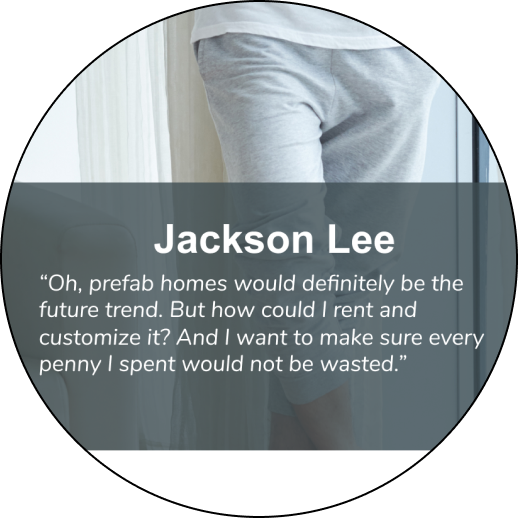 Jackson Lee
“Oh, prefab homes would definitely be the
future trend. But how could I rent and
customize it? And I want to make sure every
penny I spent would not be wasted.”